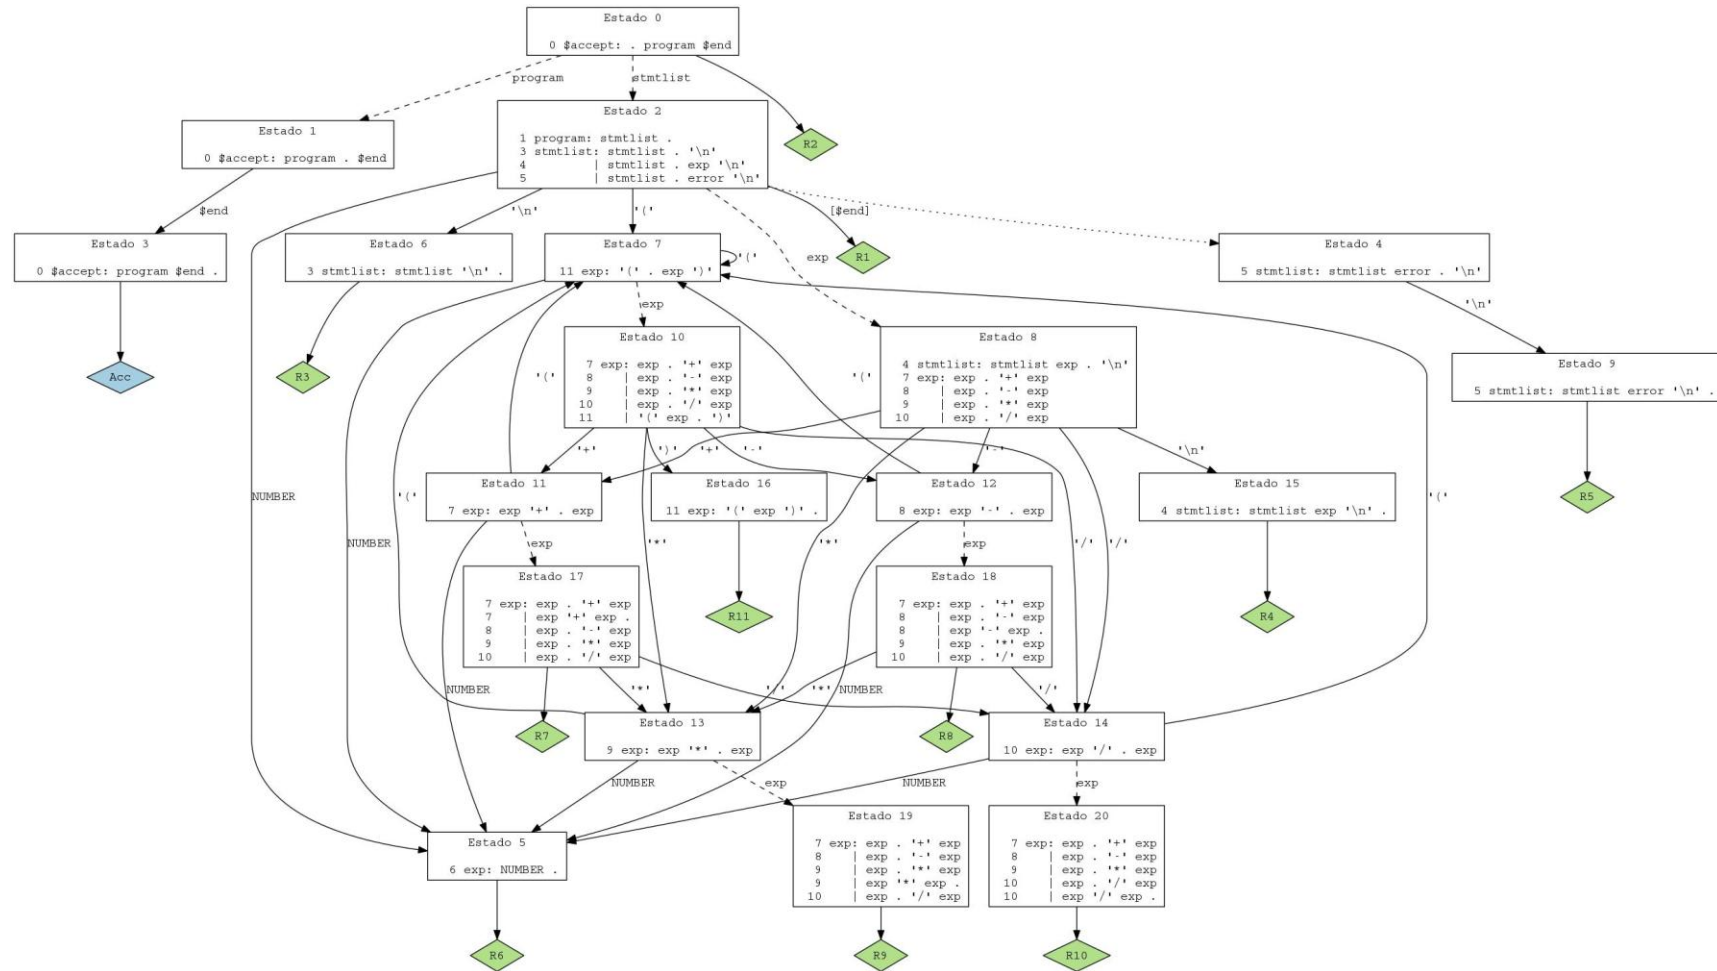 Estado 0
0 $accept: . program $end
program
stmtlist
Estado 2
1 program: stmtlist .
3 stmtlist: stmtlist . '\n'
4 | stmtlist . exp '\n'
5 | stmtlist . error '\n'
Estado 1
0 $accept: program . $end
R2
$end
'\n'
'('
[$end]
Estado 3
0 $accept: program $end .
Estado 6
3 stmtlist: stmtlist '\n' .
Estado 7
11 exp: '(' . exp ')'
'('
exp
R1
Estado 4
5 stmtlist: stmtlist error . '\n'
exp
'\n'
Acc
R3
'('
Estado 10
7 exp: exp . '+' exp
8 | exp . '-' exp
9 | exp . '*' exp
10 | exp . '/' exp
11 | '(' exp . ')'
'('
Estado 8
4 stmtlist: stmtlist exp . '\n'
7 exp: exp . '+' exp
8 | exp . '-' exp
9 | exp . '*' exp
10 | exp . '/' exp
Estado 9
5 stmtlist: stmtlist error '\n' .
'+'
')'
'+'
'-'
'-'
'\n'
NUMBER
'('
Estado 11
7 exp: exp '+' . exp
Estado 16
11 exp: '(' exp ')' .
Estado 12
8 exp: exp '-' . exp
Estado 15
4 stmtlist: stmtlist exp '\n' .
R5
'('
NUMBER
exp
'*'
'*'
exp
'/'
'/'
Estado 17
7 exp: exp . '+' exp
7 | exp '+' exp .
8 | exp . '-' exp
9 | exp . '*' exp
10 | exp . '/' exp
R11
Estado 18
7 exp: exp . '+' exp
8 | exp . '-' exp
8 | exp '-' exp .
9 | exp . '*' exp
10 | exp . '/' exp
R4
NUMBER
'*'
'/'
'*'
NUMBER
'/'
R7
Estado 13
9 exp: exp '*' . exp
R8
Estado 14
10 exp: exp '/' . exp
NUMBER
exp
NUMBER
exp
Estado 5
6 exp: NUMBER .
Estado 19
7 exp: exp . '+' exp
8 | exp . '-' exp
9 | exp . '*' exp
9 | exp '*' exp .
10 | exp . '/' exp
Estado 20
7 exp: exp . '+' exp
8 | exp . '-' exp
9 | exp . '*' exp
10 | exp . '/' exp
10 | exp '/' exp .
R6
R9
R10